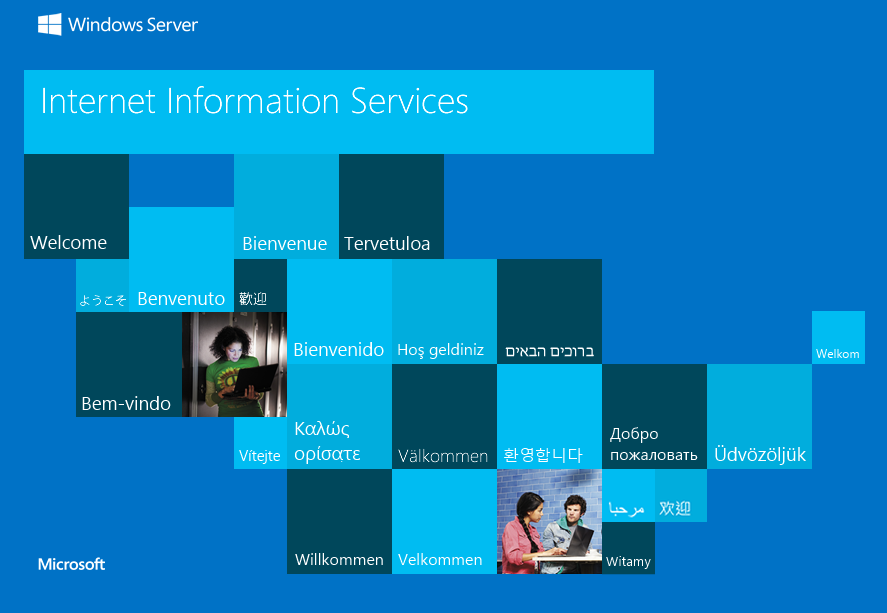 Windows Server
Internet Information Services
Welcome
Bienvenue
Tervetuloa
ようこそ
Benvenuto
歡迎
Bienvenido
Hoş geldiniz
ברוכים הבאים
Welkom
Bem-vindo
Vítejte
Καλώς
ορίσατε
Välkommen
환영합니다
Добро
пожаловать
Üdvözöljük
مرحبا
欢迎
Willkommen
Velkommen
Witamy
Microsoft